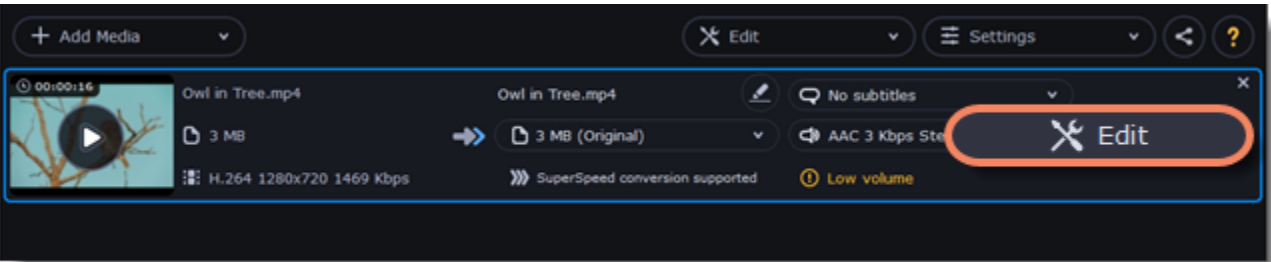 Add Media
Edit
Settings
?
00:00:16
Owl in Tree.mp4
Owl in Tree.mp4
No subtitles
3 MB
3 MB (Original)
AAC 3 Kbps Ste
Edit
H.264 1280x720 1469 Kbps
SuperSpeed conversion supported
Low volume